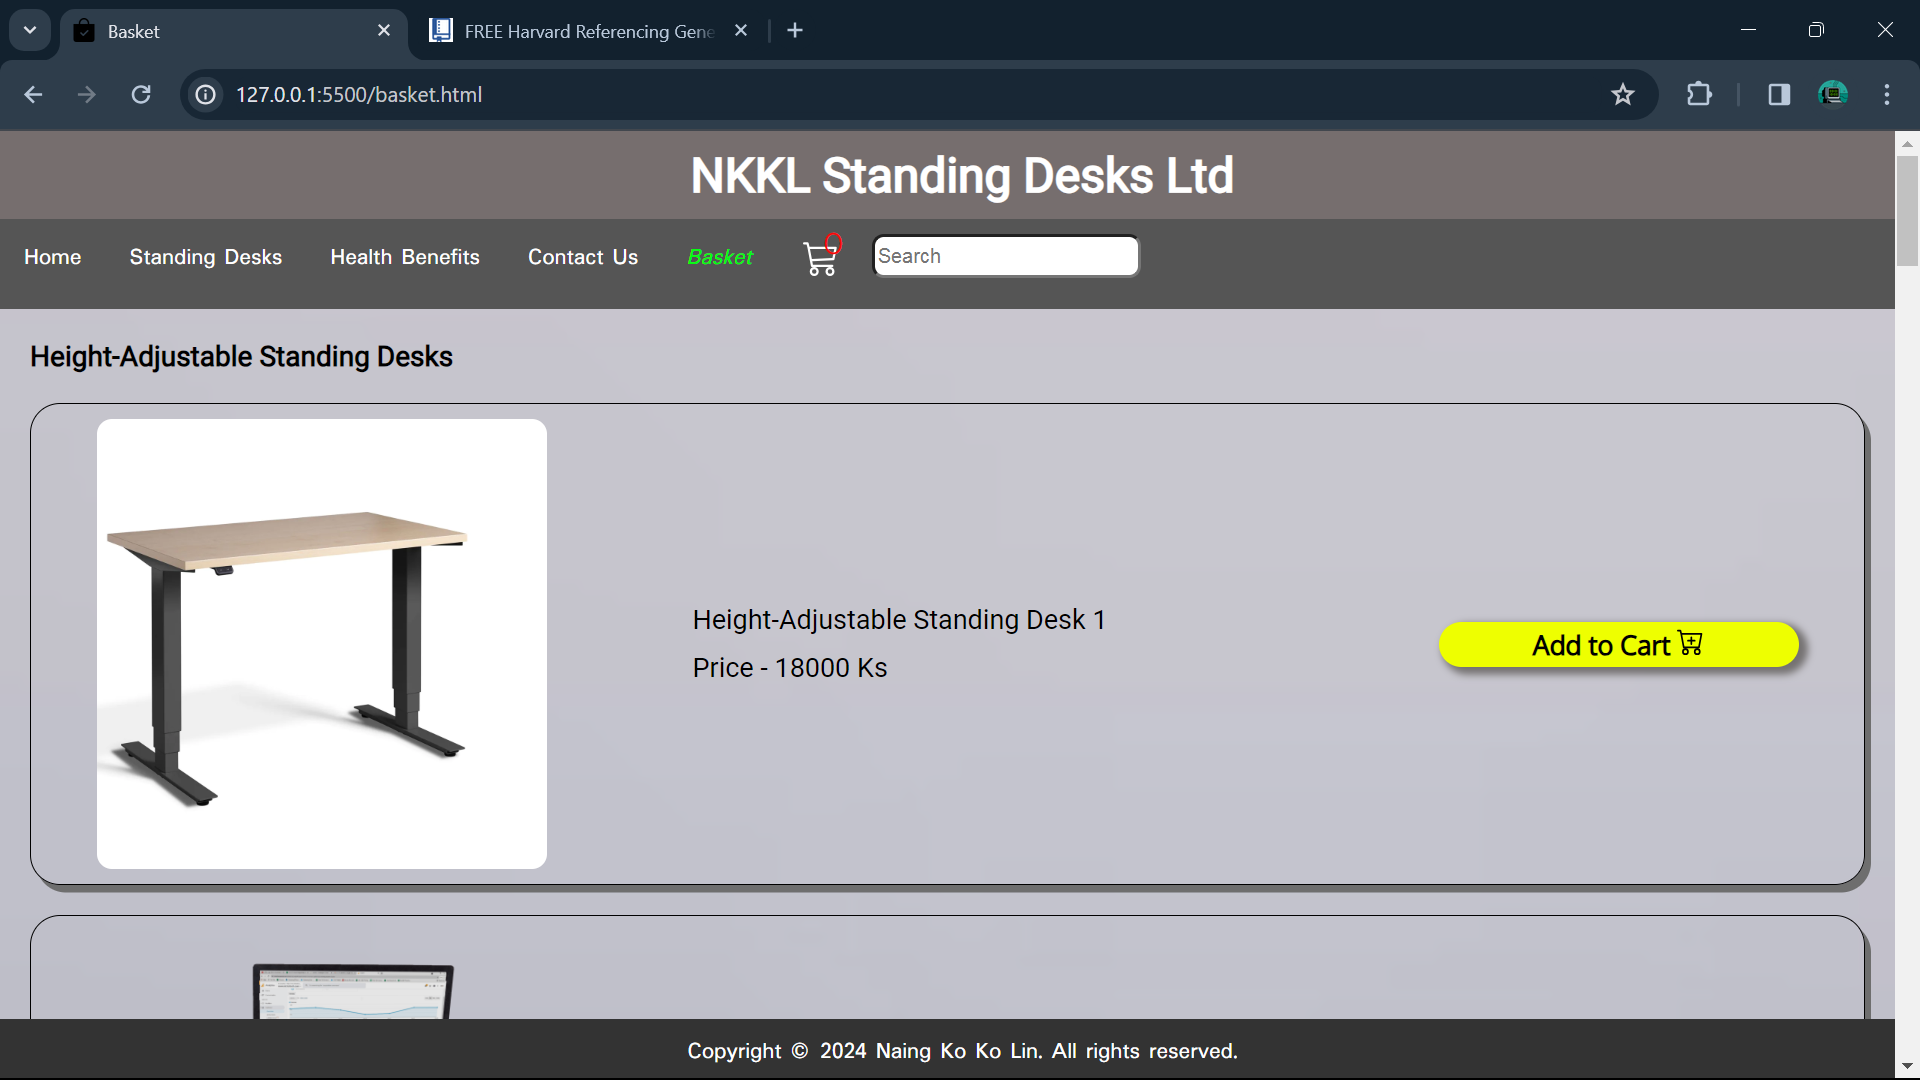 Basket
FREE Harvard Referencing Gene
127.0.0.1:5500/basket.html
NKKL Standing Desks Ltd
Home
Standing Desks
Health Benefits
Contact Us
Basket
0
Search
Height-Adjustable Standing Desks
Height-Adjustable Standing Desk 1
Price - 18000 Ks
Add to Cart
Copyright © 2024 Naing Ko Ko Lin. All rights reserved.